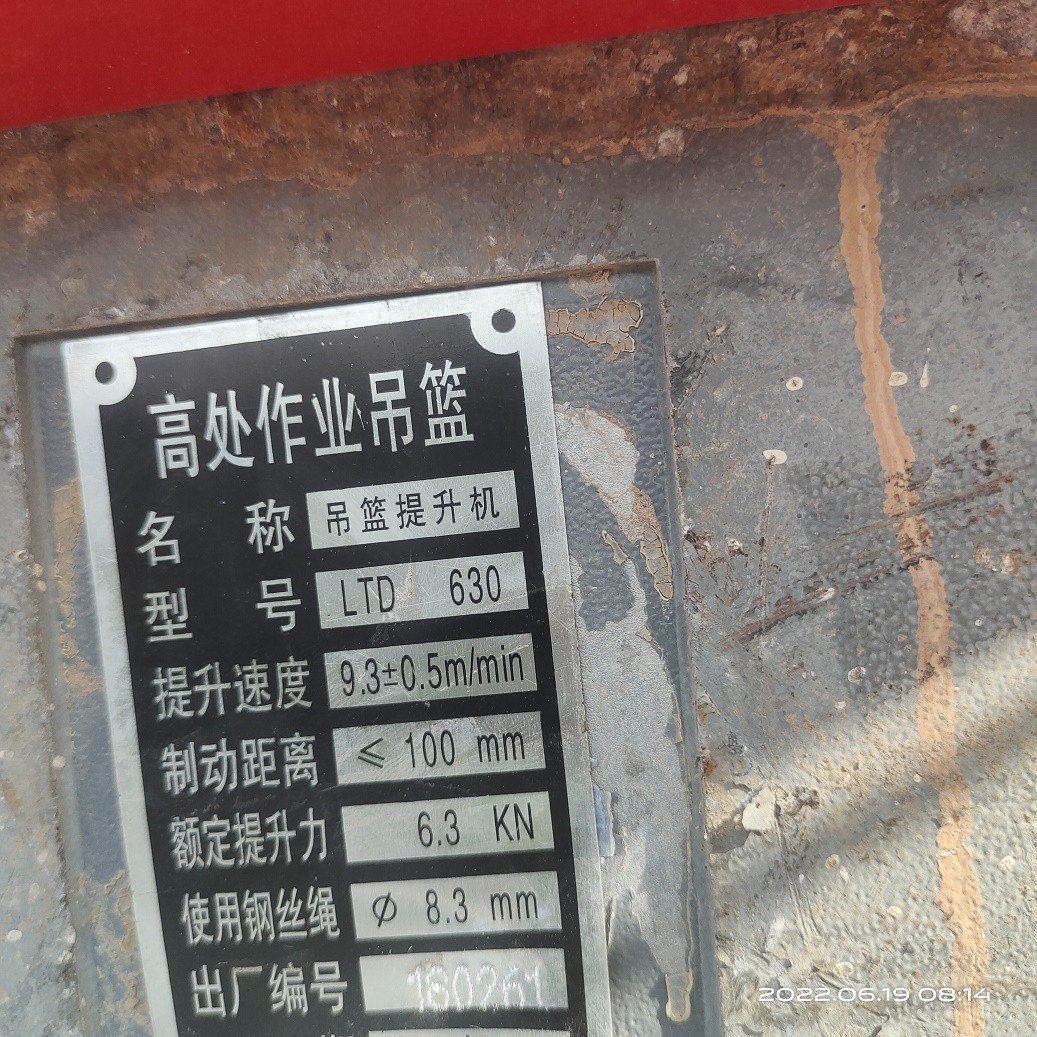 高处作业吊篮
名 称 吊篮提升机
型 号 LTD 630
提升速度 9.3±0.5m/min
制动距离 ≤ 100 mm
额定提升力 6.3 KN
使用钢丝绳 Ø 8.3 mm
出厂编号 180261
2022.06.19 08:14